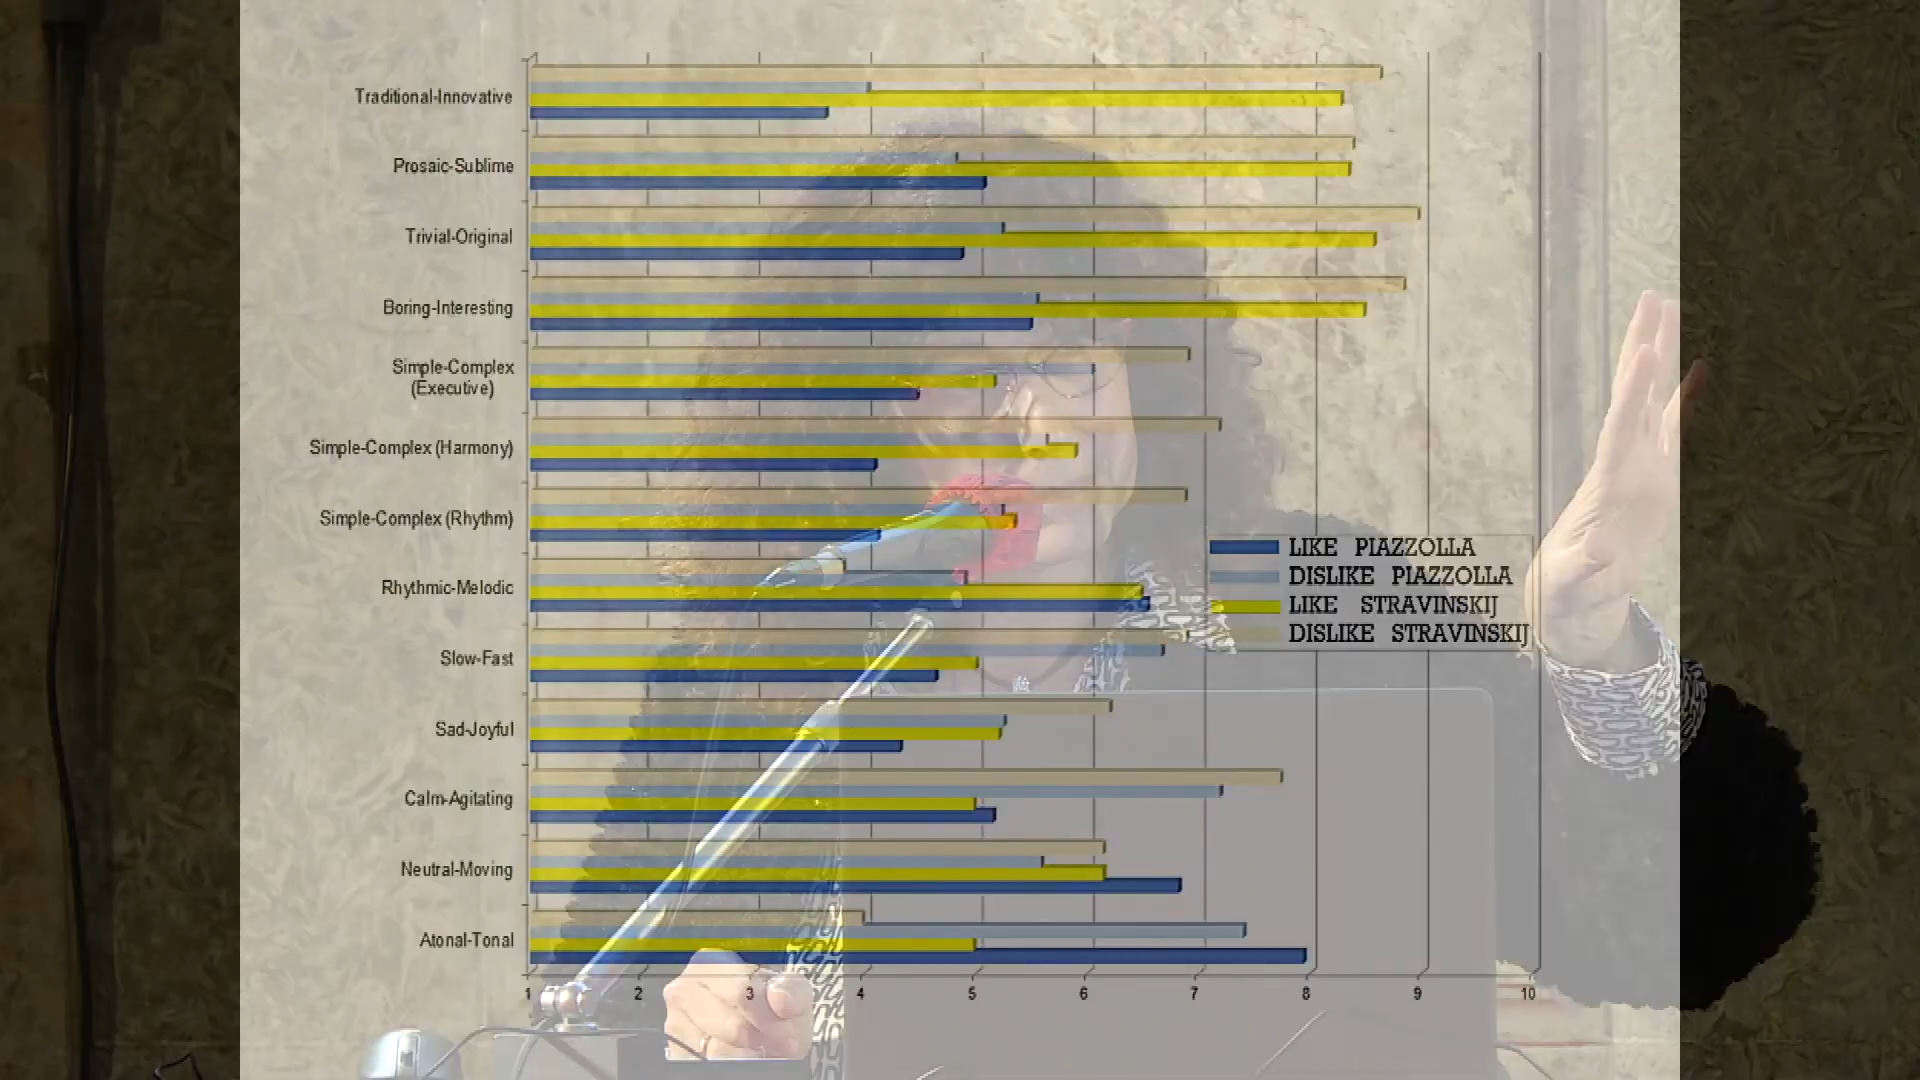 Traditional-Innovative
Prosaic-Sublime
Trivial-Original
Boring-Interesting
Simple-Complex
(Executive)
Simple-Complex (Harmony)
Simple-Complex (Rhythm)
Rhythmic-Melodic
Slow-Fast
Sad-Joyful
Calm-Agitating
Neutral-Moving
Atonal-Tonal
LIKE PIAZZOLLA
DISLIKE PIAZZOLLA
LIKE STRAVINSKIJ
DISLIKE STRAVINSKIJ
1 2 3 4 5 6 7 8 9 10